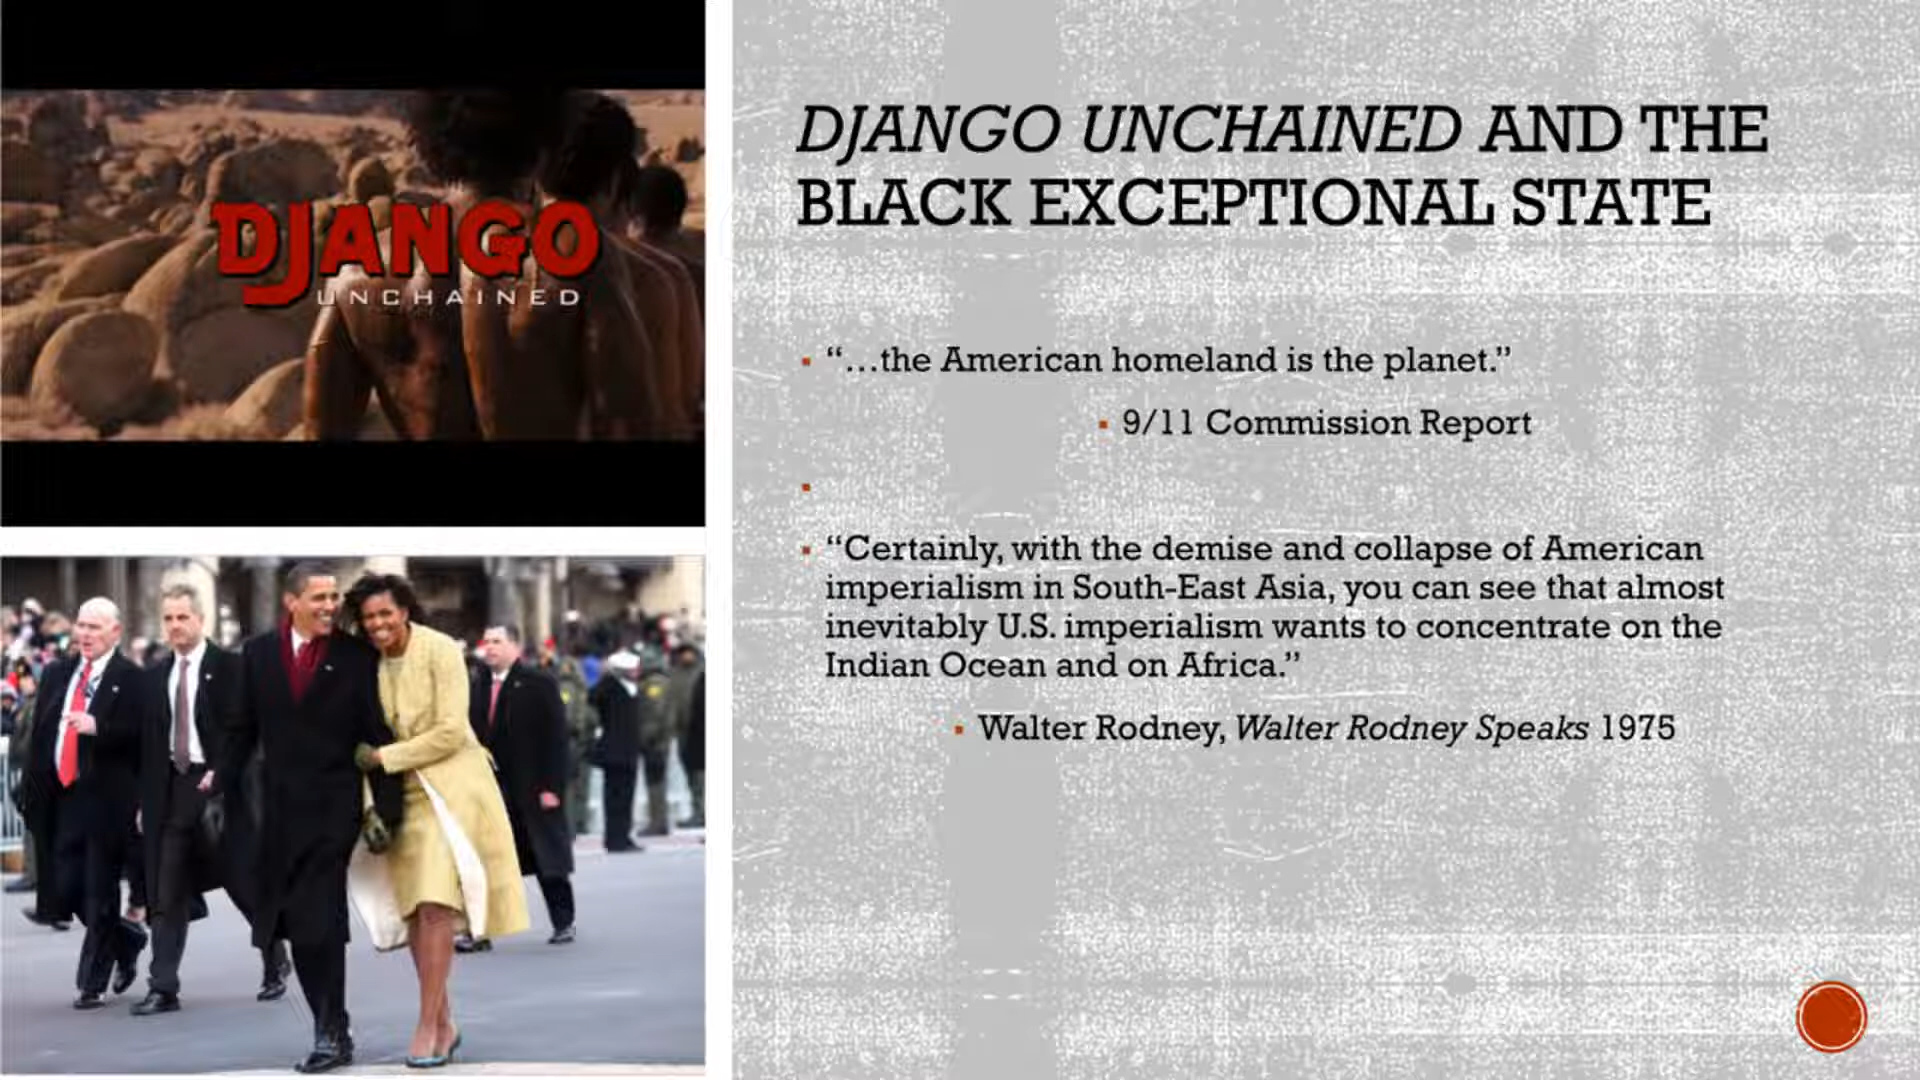 DJANGO
UNCHAINED
DJANGO UNCHAINED AND THE
BLACK EXCEPTIONAL STATE
“…the American homeland is the planet.”
9/11 Commission Report
“Certainly, with the demise and collapse of American
imperialism in South-East Asia, you can see that almost
inevitably U.S. imperialism wants to concentrate on the
Indian Ocean and on Africa.”
Walter Rodney, Walter Rodney Speaks 1975